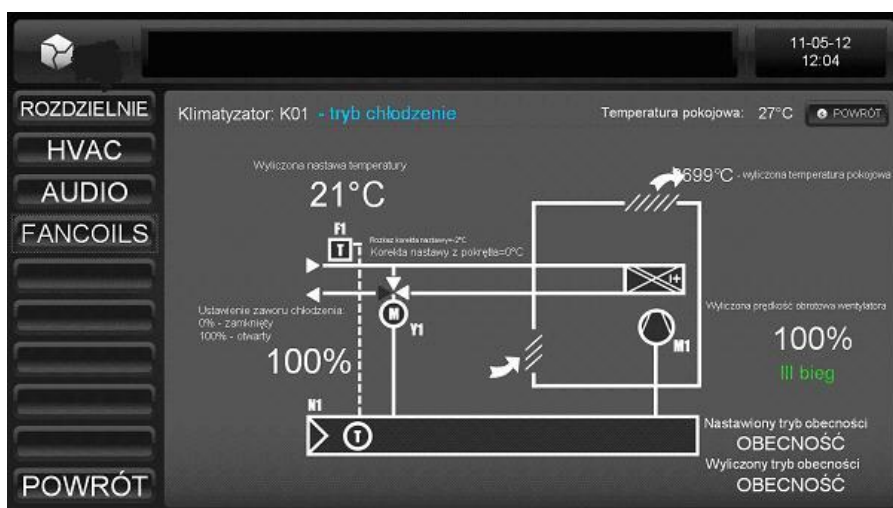 11-05-12
12:04
ROZDZIELNIE
HVAC
AUDIO
FANCOILS
POWRÓT
Klimatyzator: K01 - tryb chłodzenie
Temperatura pokojowa: 27°C
POWRÓT
Wyliczona nastawa temperatury
21°C
699°C - wyliczona temperatura pokojowa
F1
T
korekta nastawy=-2°C
Korekta nastawy z pokrętła=0°C
Ustawienie zaworu chłodzenia:
0% - zamknięty
100% - otwarty
100%
M
Y1
Wyliczona prędkość obrotowa wentylatora
100%
III bieg
M1
N1
T
Nastawiony tryb obecności
OBECNOŚĆ
Wyliczony tryb obecności
OBECNOŚĆ